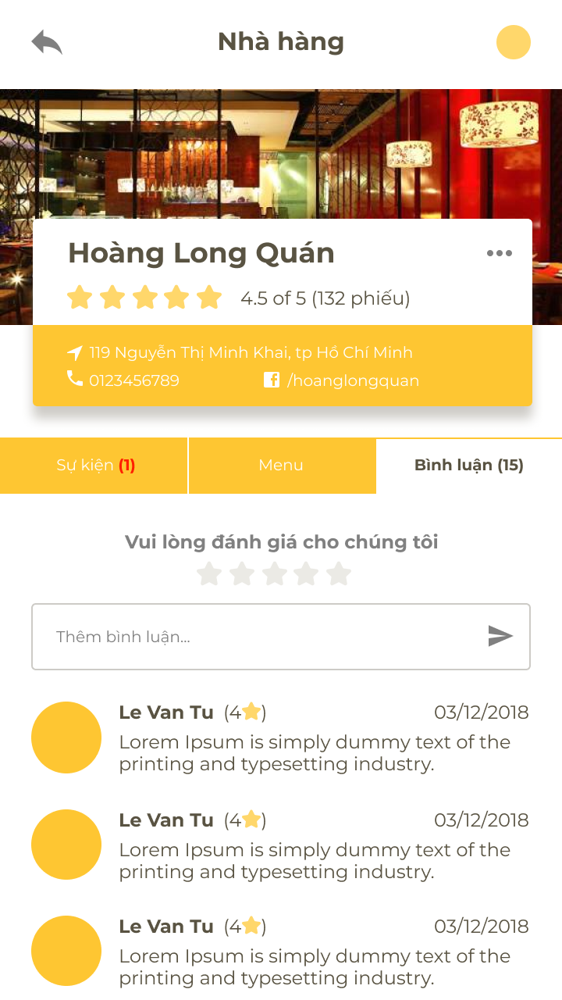 Nhà hàng
Hoàng Long Quán
4.5 of 5 (132 phiếu)
119 Nguyễn Thị Minh Khai, tp Hồ Chí Minh
0123456789
/hoanglongquan
Sự kiện (1)
Menu
Bình luận (15)
Vui lòng đánh giá cho chúng tôi
Thêm bình luận...
Le Van Tu (4★) 03/12/2018
Lorem Ipsum is simply dummy text of the
printing and typesetting industry.
Le Van Tu (4★) 03/12/2018
Lorem Ipsum is simply dummy text of the
printing and typesetting industry.
Le Van Tu (4★) 03/12/2018
Lorem Ipsum is simply dummy text of the
printing and typesetting industry.